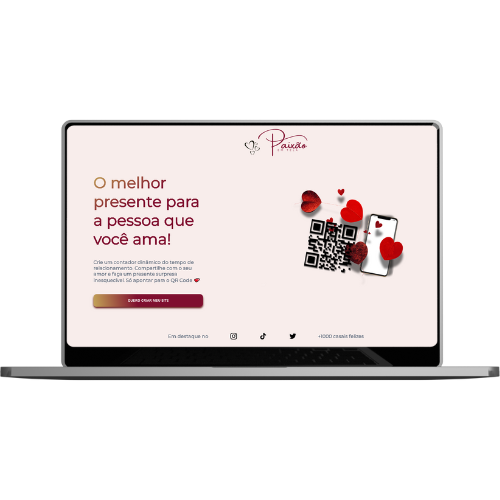 Paixão
O melhor
presente para
a pessoa que
você ama!
Crie um contador dinâmico do tempo de
relacionamento. Compartilhe com o seu
amor e faça um presente surpresa
inesquecível. Só apontar para o QR Code
QUERO CRIAR MEU SITE
Em destaque no
+1000 casais felizes